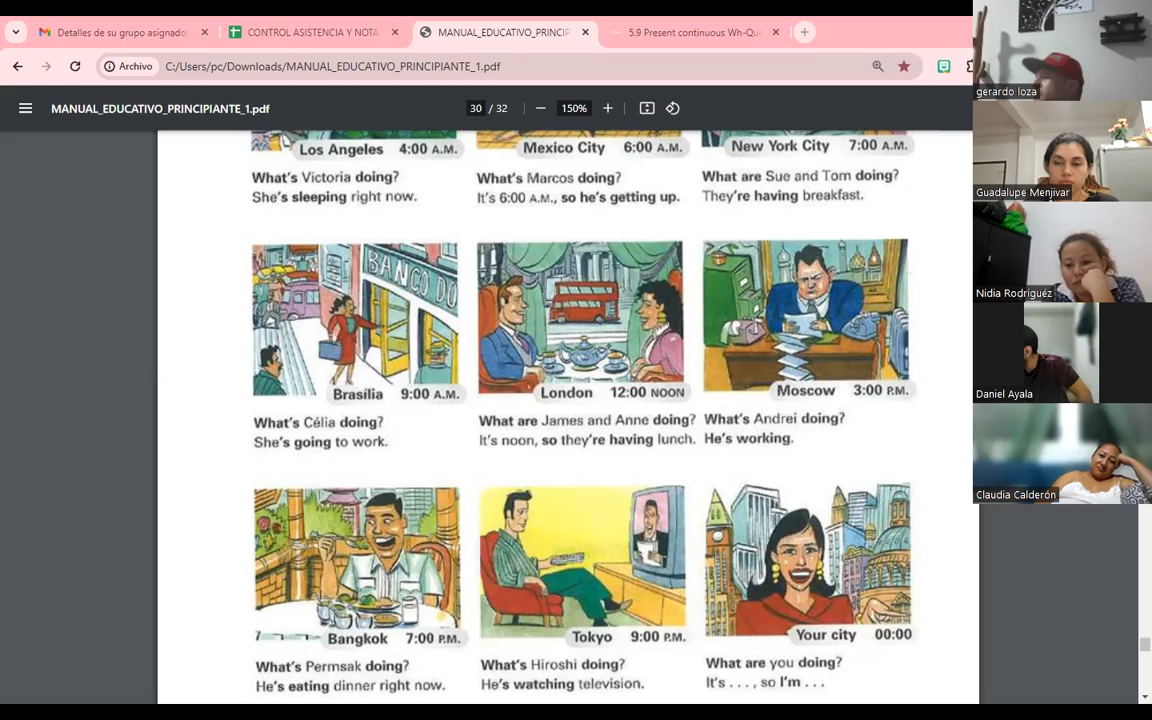 Detalles de su grupo asignado
CONTROL ASISTENCIA Y NOTA
MANUAL_EDUCATIVO_PRINCIP
5.9 Present continuous Wh-Que
Archivo
C:/Users/pc/Downloads/MANUAL_EDUCATIVO_PRINCIPIANTE_1.pdf
MANUAL_EDUCATIVO_PRINCIPIANTE_1.pdf
30 / 32
150%
Los Angeles 4:00 A.M.
What's Victoria doing?
She's sleeping right now.
Mexico City 6:00 A.M.
What's Marcos doing?
It's 6:00 A.M., so he's getting up.
New York City 7:00 A.M.
What are Sue and Tom doing?
They're having breakfast.
BANCO DO
Brasília 9:00 A.M.
What's Célia doing?
She's going to work.
London 12:00 NOON
What are James and Anne doing?
It's noon, so they're having lunch.
Moscow 3:00 P.M.
What's Andrei doing?
He's working.
Bangkok 7:00 P.M.
What's Permsak doing?
He's eating dinner right now.
Tokyo 9:00 P.M.
What's Hiroshi doing?
He's watching television.
Your city 00:00
What are you doing?
It's . . . , so I'm . . .
gerardo loza
Guadalupe Menjivar
Nidia Rodriguez
Daniel Ayala
Claudia Calderón